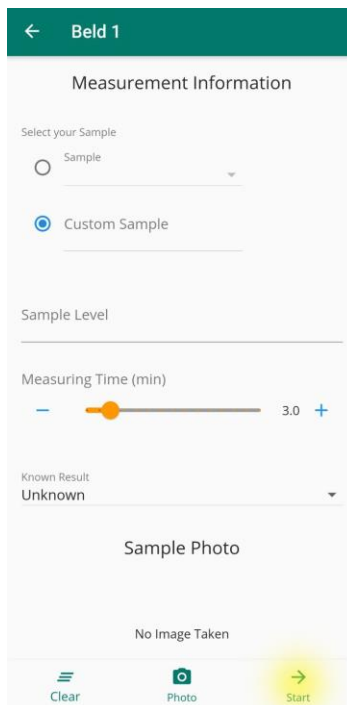 Beld 1
Measurement Information
Select your Sample
Sample
Custom Sample
Sample Level
Measuring Time (min)
3.0
Known Result
Unknown
Sample Photo
No Image Taken
Clear Photo Start